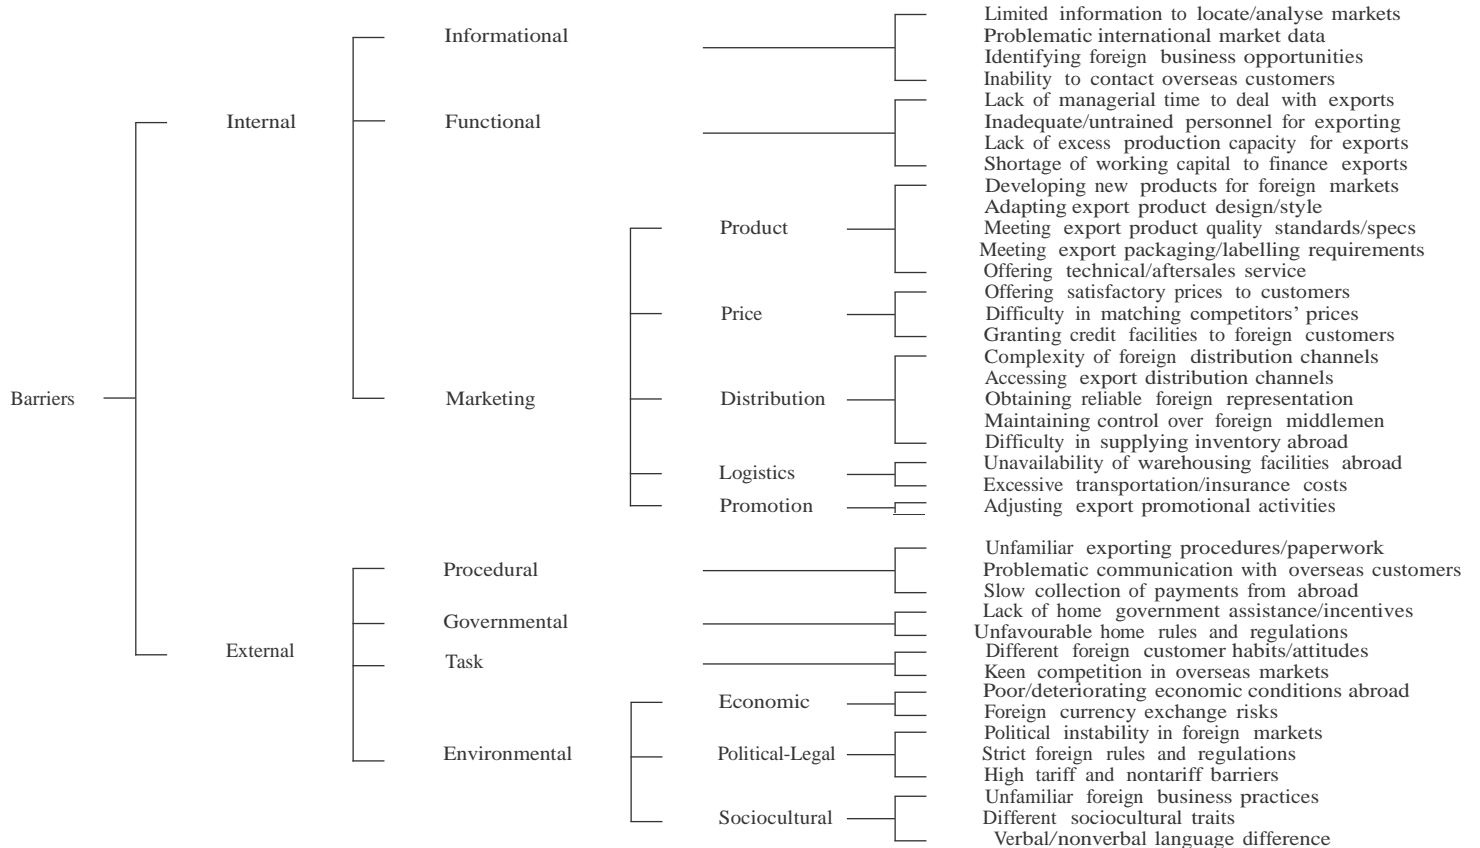 Barriers
Internal
Informational
Limited information to locate/analyse markets
Problematic international market data
Identifying foreign business opportunities
Inability to contact overseas customers
Functional
Lack of managerial time to deal with exports
Inadequate/untrained personnel for exporting
Lack of excess production capacity for exports
Shortage of working capital to finance exports
Marketing
Product
Developing new products for foreign markets
Adapting export product design/style
Meeting export product quality standards/specs
Meeting export packaging/labelling requirements
Offering technical/aftersales service
Price
Offering satisfactory prices to customers
Difficulty in matching competitors’ prices
Granting credit facilities to foreign customers
Distribution
Complexity of foreign distribution channels
Accessing export distribution channels
Obtaining reliable foreign representation
Maintaining control over foreign middlemen
Difficulty in supplying inventory abroad
Logistics
Unavailability of warehousing facilities abroad
Excessive transportation/insurance costs
Promotion
Adjusting export promotional activities
External
Procedural
Unfamiliar exporting procedures/paperwork
Problematic communication with overseas customers
Slow collection of payments from abroad
Governmental
Lack of home government assistance/incentives
Unfavourable home rules and regulations
Task
Different foreign customer habits/attitudes
Keen competition in overseas markets
Environmental
Economic
Poor/deteriorating economic conditions abroad
Foreign currency exchange risks
Political-Legal
Political instability in foreign markets
Strict foreign rules and regulations
High tariff and nontariff barriers
Sociocultural
Unfamiliar foreign business practices
Different sociocultural traits
Verbal/nonverbal language difference